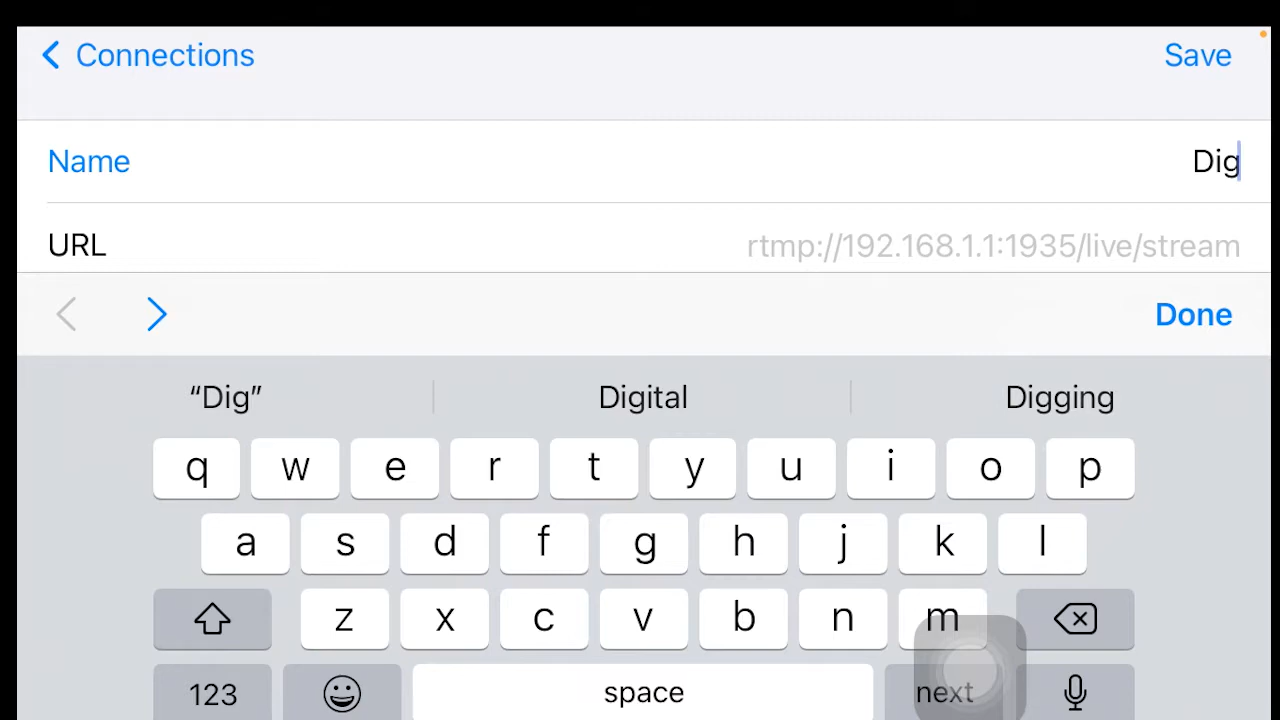 Connections Save
Name Dig
URL rtmp://192.168.1.1:1935/live/stream
Done
“Dig” Digital Digging
q w e r t y u i o p
a s d f g h j k l
z x c v b n m
123 space next